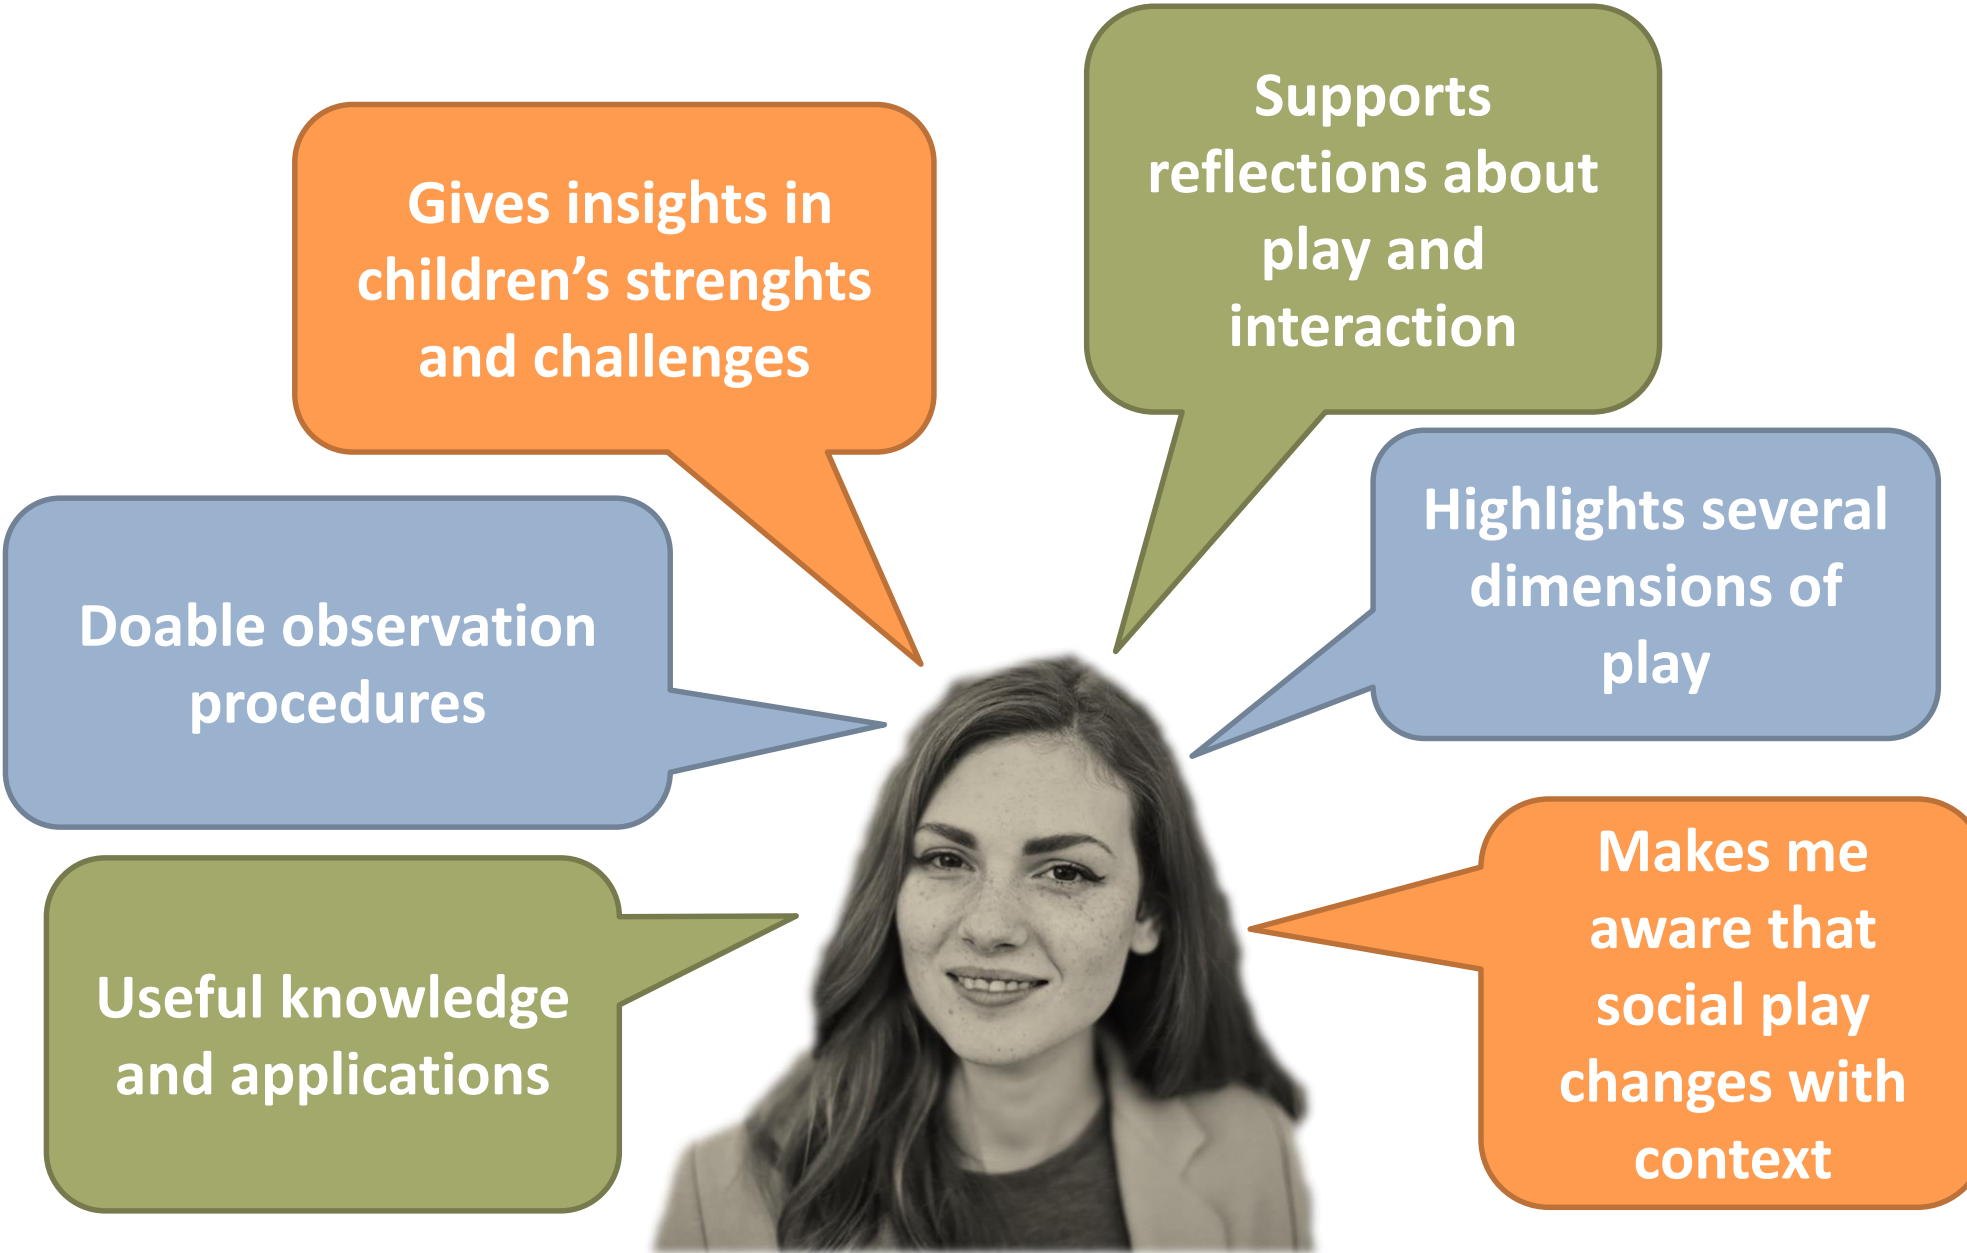 Supports
reflections about
play and
interaction
Gives insights in
children’s strenghts
and challenges
Highlights several
dimensions of
play
Doable observation
procedures
Makes me
aware that
social play
changes with
context
Useful knowledge
and applications